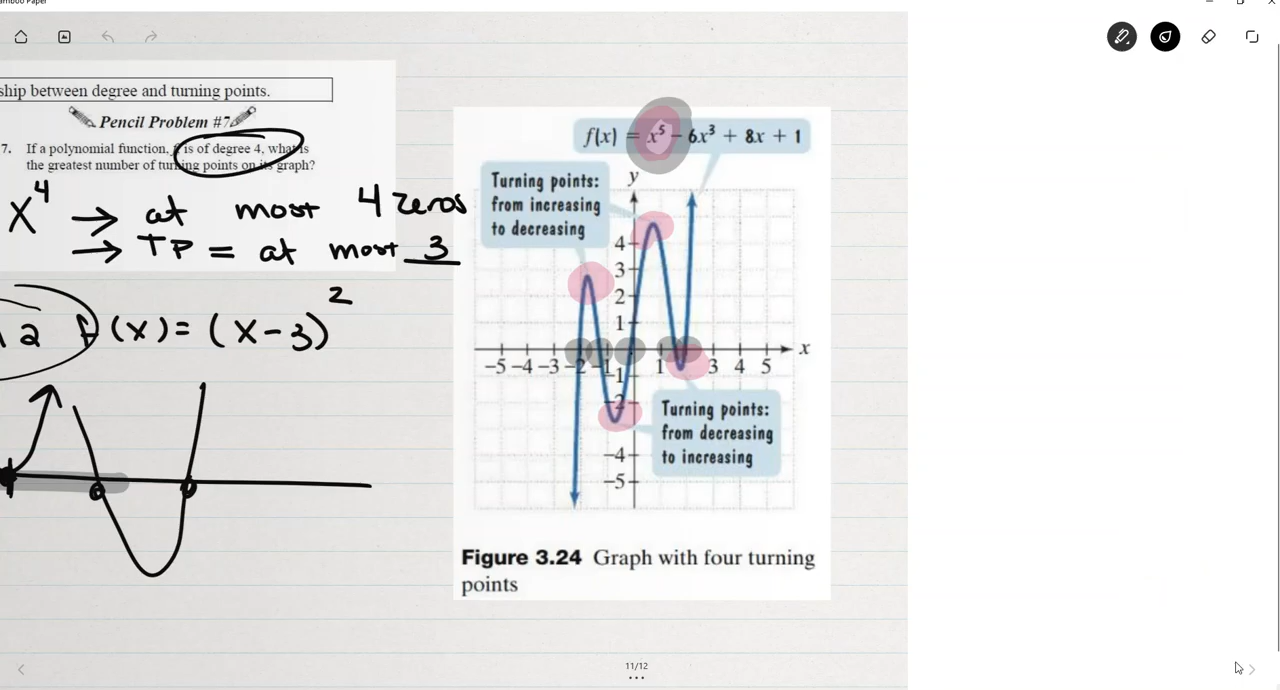 ship between degree and turning points.
Pencil Problem #7
7. If a polynomial function, f is of degree 4, what is
the greatest number of turning points on its graph?
x⁴ → at most 4 zeros
→ TP = at most 3
2 f(x) = (x-3)²
f(x) = x⁵ − 6x³ + 8x + 1
Turning points:
from increasing
to decreasing
y
4
3
2
1
x
-5 -4 -3 -2 -1 1 3 4 5
-1
-2
-4
-5
Turning points:
from decreasing
to increasing
Figure 3.24 Graph with four turning
points
11/12